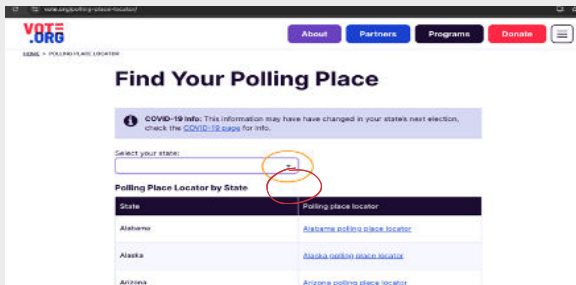 vote.org/polling-place-locator/
VOTE
.ORG
About
Partners
Programs
Donate
HOME > POLLING PLACE LOCATOR
Find Your Polling Place
COVID-19 Info: This information may have have changed in your state's next election,
check the COVID-19 page for info.
Select your state:
Polling Place Locator by State
State
Polling place locator
Alabama
Alabama polling place locator
Alaska
Alaska polling place locator
Arizona
Arizona polling place locator